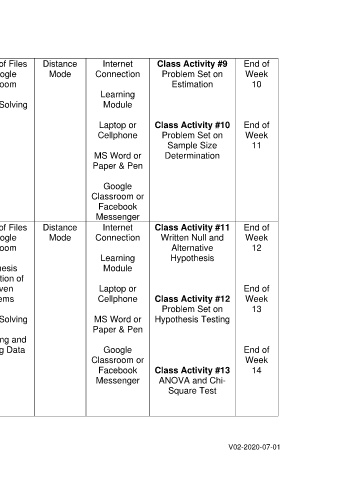 of Files
ogle
oom
Solving
Distance
Mode
Internet
Connection
Learning
Module
Laptop or
Cellphone
MS Word or
Paper & Pen
Google
Classroom or
Facebook
Messenger
Class Activity #9
Problem Set on
Estimation
Class Activity #10
Problem Set on
Sample Size
Determination
End of
Week
10
End of
Week
11
of Files
ogle
oom
esis
tion of
ven
ems
Solving
ng and
g Data
Distance
Mode
Internet
Connection
Learning
Module
Laptop or
Cellphone
MS Word or
Paper & Pen
Google
Classroom or
Facebook
Messenger
Class Activity #11
Written Null and
Alternative
Hypothesis
Class Activity #12
Problem Set on
Hypothesis Testing
Class Activity #13
ANOVA and Chi-
Square Test
End of
Week
12
End of
Week
13
End of
Week
14
V02-2020-07-01